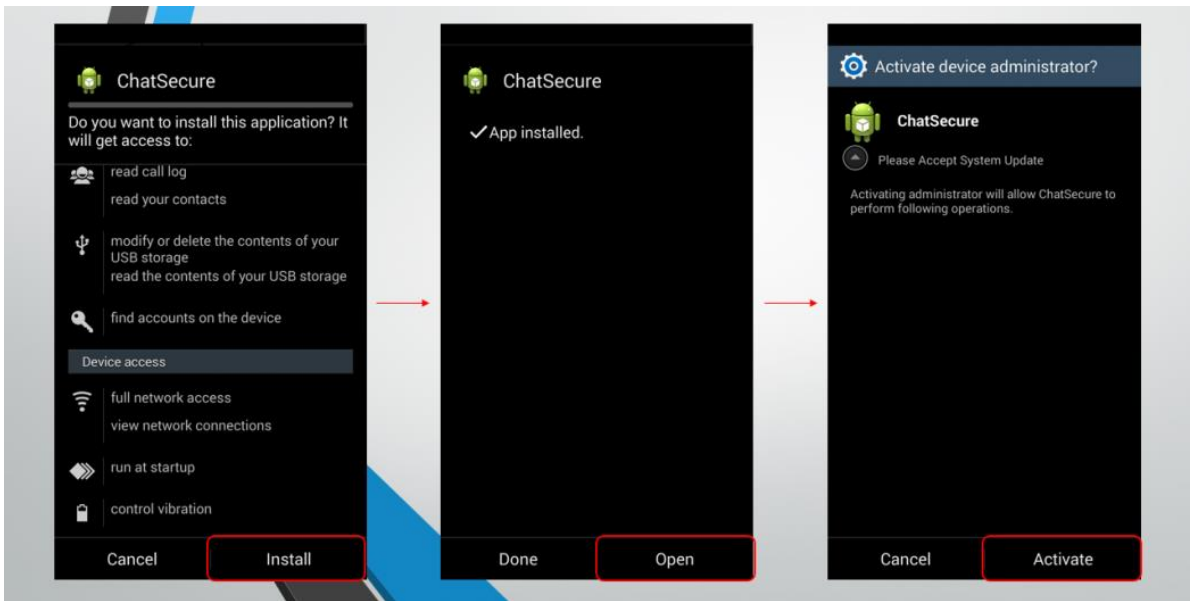 ChatSecure
Do you want to install this application? It
will get access to:
read call log
read your contacts
modify or delete the contents of your
USB storage
read the contents of your USB storage
find accounts on the device
Device access
full network access
view network connections
run at startup
control vibration
Cancel
Install
ChatSecure
App installed.
Done
Open
Activate device administrator?
ChatSecure
Please Accept System Update
Activating administrator will allow ChatSecure to
perform following operations.
Cancel
Activate